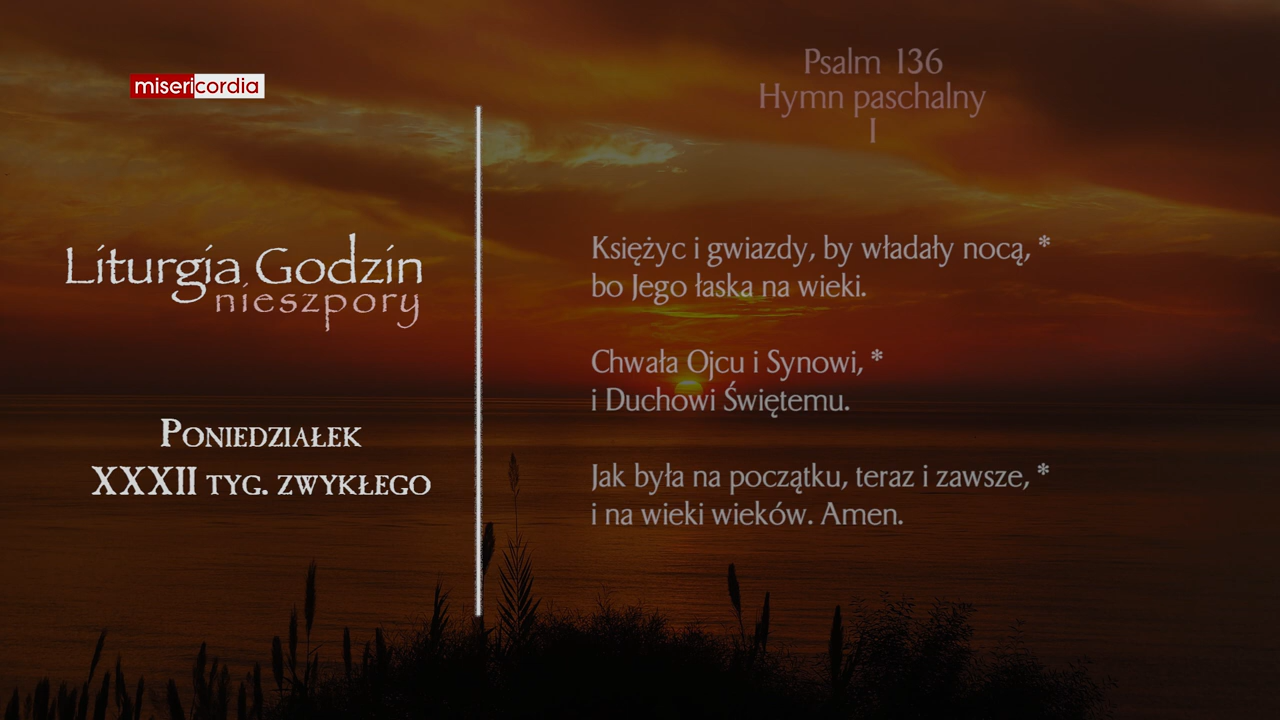 misericordia
Liturgia Godzin
nieszpory
Poniedziałek
XXXII tyg. zwykłego
Psalm 136
Hymn paschalny
I
Księżyc i gwiazdy, by władały nocą, *
bo Jego łaska na wieki.
Chwała Ojcu i Synowi, *
i Duchowi Świętemu.
Jak była na początku, teraz i zawsze, *
i na wieki wieków. Amen.